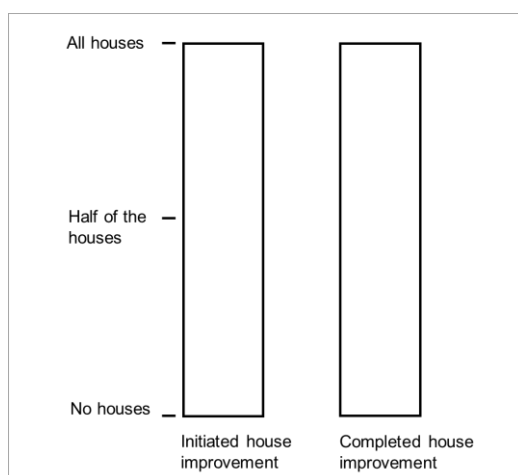 All houses
Half of the
houses
No houses
Initiated house
improvement
Completed house
improvement